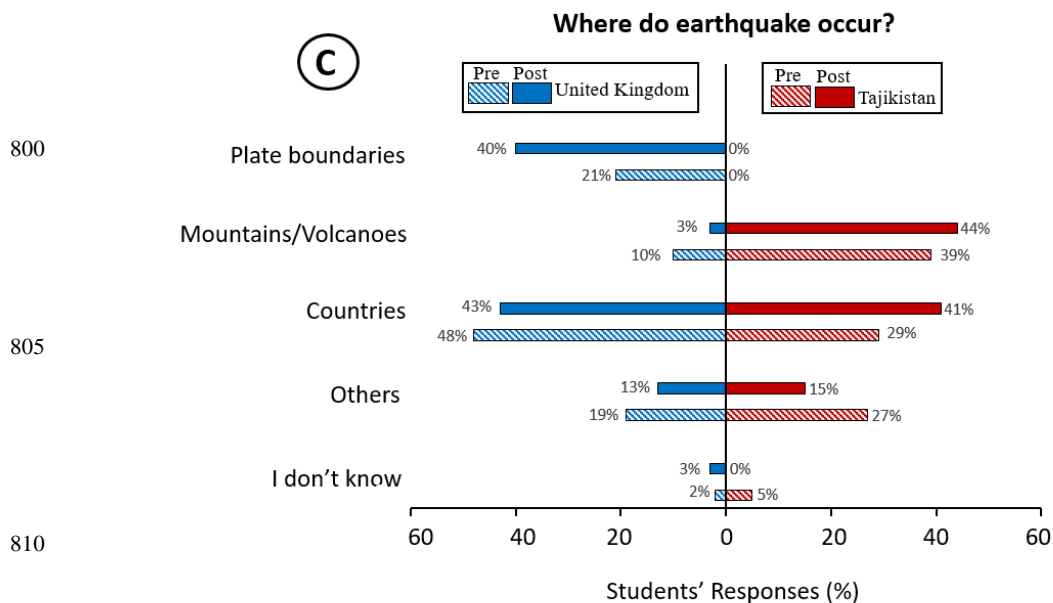 Where do earthquake occur?
C
Pre Post
United Kingdom
Pre Post
Tajikistan
800
Plate boundaries
40% 0%
21% 0%
Mountains/Volcanoes
3% 44%
10% 39%
Countries
43% 41%
805
48% 29%
Others
13% 15%
19% 27%
I don't know
3% 0%
2% 5%
810
60 40 20 0 20 40 60
Students' Responses (%)